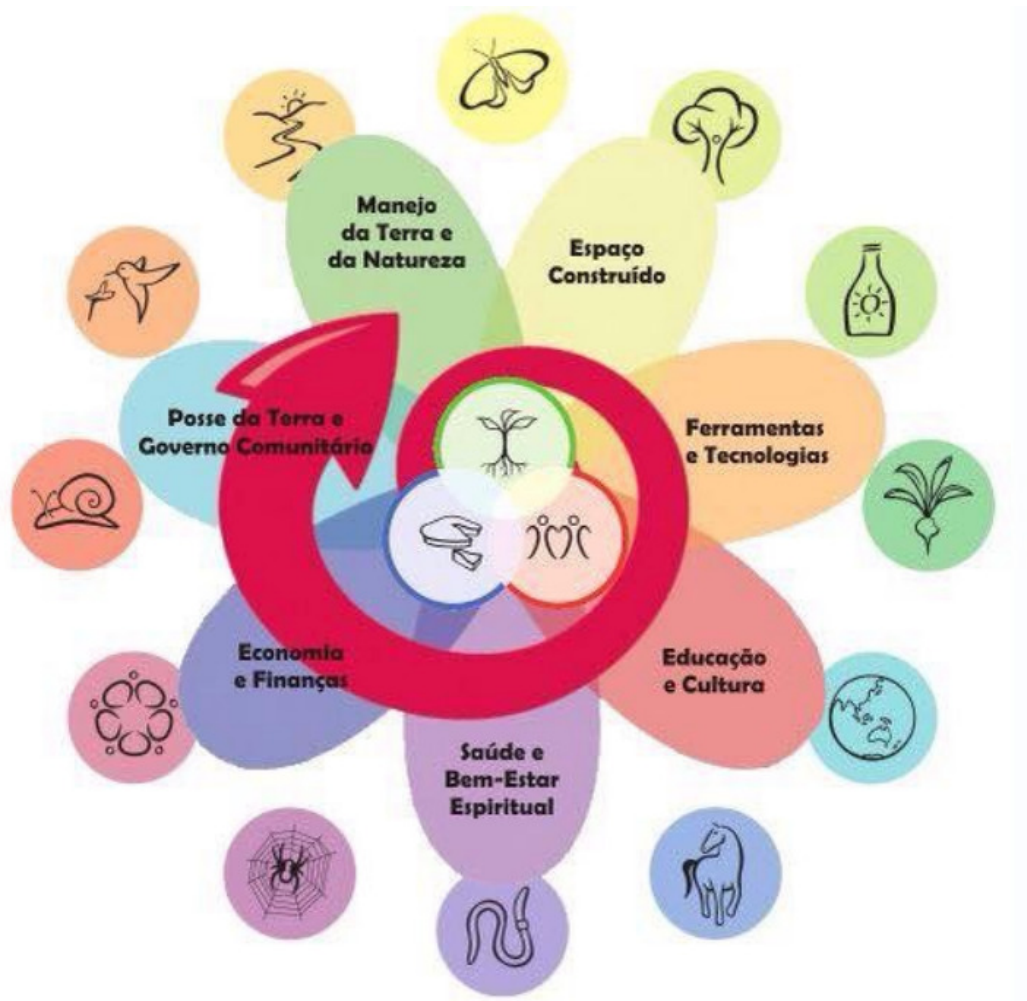 Manejo
da Terra e
da Natureza
Espaço
Construído
Ferramentas
e Tecnologias
Educação
e Cultura
Saúde e
Bem-Estar
Espiritual
Economia
e Finanças
Posse da Terra e
Governo Comunitário